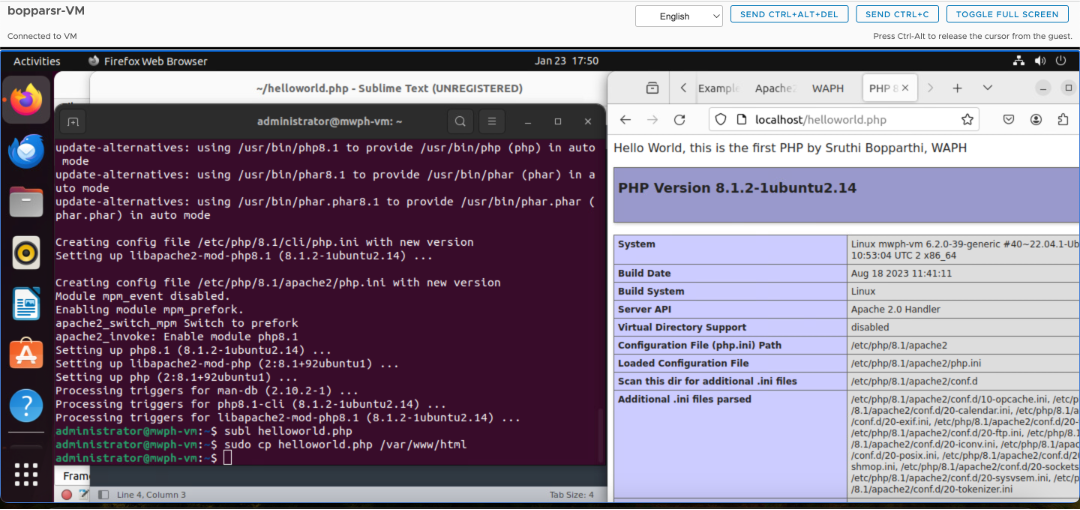 bopparsr-VM
English
SEND CTRL+ALT+DEL
SEND CTRL+C
TOGGLE FULL SCREEN
Connected to VM
Press Ctrl-Alt to release the cursor from the guest.
Activities
Firefox Web Browser
Jan 23 17:50
~/helloworld.php - Sublime Text (UNREGISTERED)
administrator@mwph-vm: ~
update-alternatives: using /usr/bin/php8.1 to provide /usr/bin/php (php) in auto
mode
update-alternatives: using /usr/bin/phar8.1 to provide /usr/bin/phar (phar) in a
uto mode
update-alternatives: using /usr/bin/phar.phar8.1 to provide /usr/bin/phar.phar (
phar.phar) in auto mode
Creating config file /etc/php/8.1/cli/php.ini with new version
Setting up libapache2-mod-php8.1 (8.1.2-1ubuntu2.14) ...
Creating config file /etc/php/8.1/apache2/php.ini with new version
Module mpm_event disabled.
Enabling module mpm_prefork.
apache2_switch_mpm Switch to prefork
apache2_invoke: Enable module php8.1
Setting up php8.1 (8.1.2-1ubuntu2.14) ...
Setting up libapache2-mod-php (2:8.1+92ubuntu1) ...
Setting up php (2:8.1+92ubuntu1) ...
Processing triggers for man-db (2.10.2-1) ...
Processing triggers for php8.1-cli (8.1.2-1ubuntu2.14) ...
Processing triggers for libapache2-mod-php8.1 (8.1.2-1ubuntu2.14) ...
administrator@mwph-vm:~$ subl helloworld.php
administrator@mwph-vm:~$ sudo cp helloworld.php /var/www/html
administrator@mwph-vm:~$
Fram
Line 4, Column 3
Tab Size: 4
Example
Apache
WAPH
PHP 8
localhost/helloworld.php
Hello World, this is the first PHP by Sruthi Bopparthi, WAPH
PHP Version 8.1.2-1ubuntu2.14
System
Linux mwph-vm 6.2.0-39-generic #40~22.04.1-Ub
10:53:04 UTC 2 x86_64
Build Date
Aug 18 2023 11:41:11
Build System
Linux
Server API
Apache 2.0 Handler
Virtual Directory Support
disabled
Configuration File (php.ini) Path
/etc/php/8.1/apache2
Loaded Configuration File
/etc/php/8.1/apache2/php.ini
Scan this dir for additional .ini files
/etc/php/8.1/apache2/conf.d
Additional .ini files parsed
/etc/php/8.1/apache2/conf.d/10-opcache.ini, /etc/p
/8.1/apache2/conf.d/20-calendar.ini, /etc/php/8.1/a
/conf.d/20-exif.ini, /etc/php/8.1/apache2/conf.d/20-
/apache2/conf.d/20-ftp.ini, /etc/php/8.1
/8.1/apache2/conf.d/20-iconv.ini, /etc/php/8.1/apac
/conf.d/20-posix.ini, /etc/php/8.1/apache2/conf.d/20
shmop.ini, /etc/php/8.1/apache2/conf.d/20-sockets
/etc/php/8.1/apache2/conf.d/20-sysvsem.ini, /etc/p
/8.1/apache2/conf.d/20-tokenizer.ini